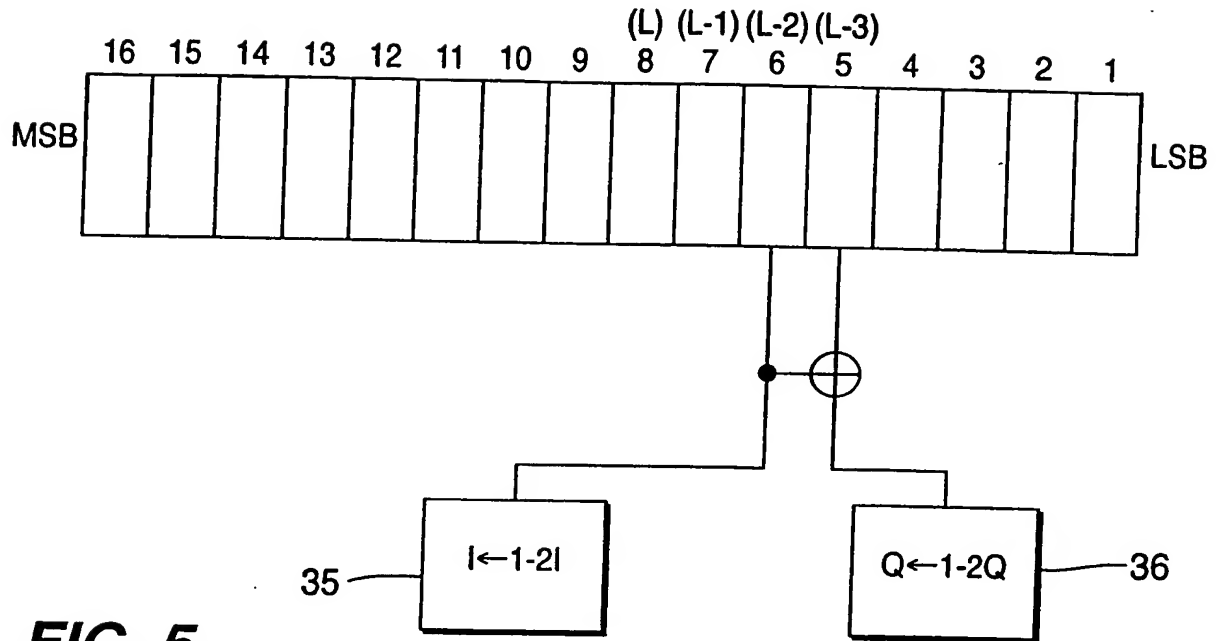 (L) (L-1) (L-2) (L-3)
16 15 14 13 12 11 10 9 8 7 6 5 4 3 2 1
MSB
LSB
I←1-2I
Q←1-2Q
35
36
FIG. 5